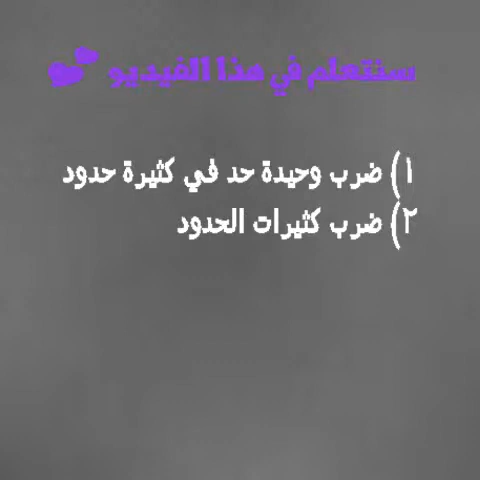 سنتعلم في هذا الفيديو 💕
١) ضرب وحيدة حد في كثيرة حدود
٢) ضرب كثيرات الحدود